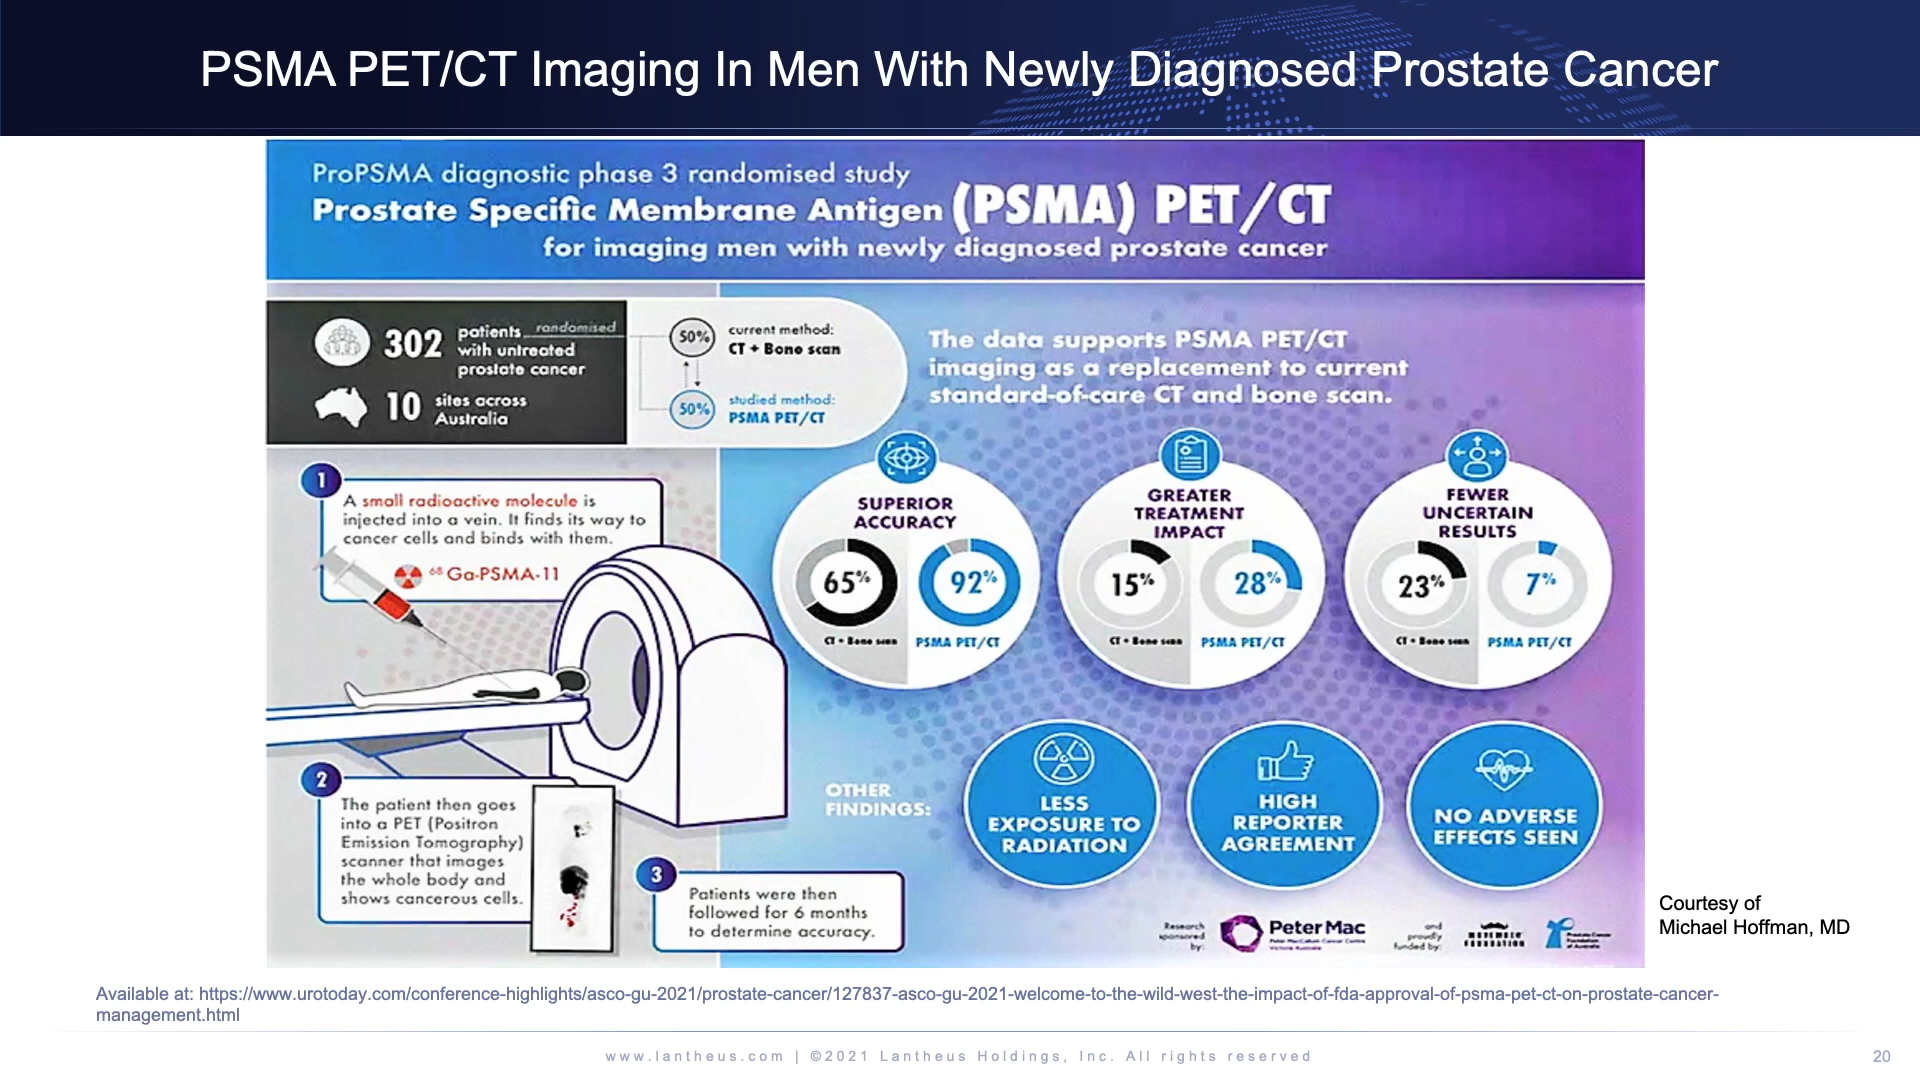 PSMA PET/CT Imaging In Men With Newly Diagnosed Prostate Cancer
ProPSMA diagnostic phase 3 randomised study
Prostate Specific Membrane Antigen (PSMA) PET/CT
for imaging men with newly diagnosed prostate cancer
302 patients randomised
with untreated
prostate cancer
10 sites across
Australia
50% current method:
CT + Bone scan
50% studied method:
PSMA PET/CT
The data supports PSMA PET/CT
imaging as a replacement to current
standard-of-care CT and bone scan.
1
A small radioactive molecule is
injected into a vein. It finds its way to
cancer cells and binds with them.
68 Ga-PSMA-11
SUPERIOR
ACCURACY
65% 92%
CT + Bone scan PSMA PET/CT
GREATER
TREATMENT
IMPACT
15% 28%
CT + Bone scan PSMA PET/CT
FEWER
UNCERTAIN
RESULTS
23% 7%
CT + Bone scan PSMA PET/CT
2
The patient then goes
into a PET (Positron
Emission Tomography)
scanner that images
the whole body and
shows cancerous cells.
3
Patients were then
followed for 6 months
to determine accuracy.
OTHER
FINDINGS:
LESS
EXPOSURE TO
RADIATION
HIGH
REPORTER
AGREEMENT
NO ADVERSE
EFFECTS SEEN
Research
sponsored
by:
Peter Mac
Peter MacCallum Cancer Centre
Victoria Australia
and
proudly
funded by:
MOVEMBER
FOUNDATION
Prostate Cancer
Foundation
of Australia
Courtesy of
Michael Hoffman, MD
Available at: https://www.urotoday.com/conference-highlights/asco-gu-2021/prostate-cancer/127837-asco-gu-2021-welcome-to-the-wild-west-the-impact-of-fda-approval-of-psma-pet-ct-on-prostate-cancer-
management.html
www.lantheus.com | ©2021 Lantheus Holdings, Inc. All rights reserved
20